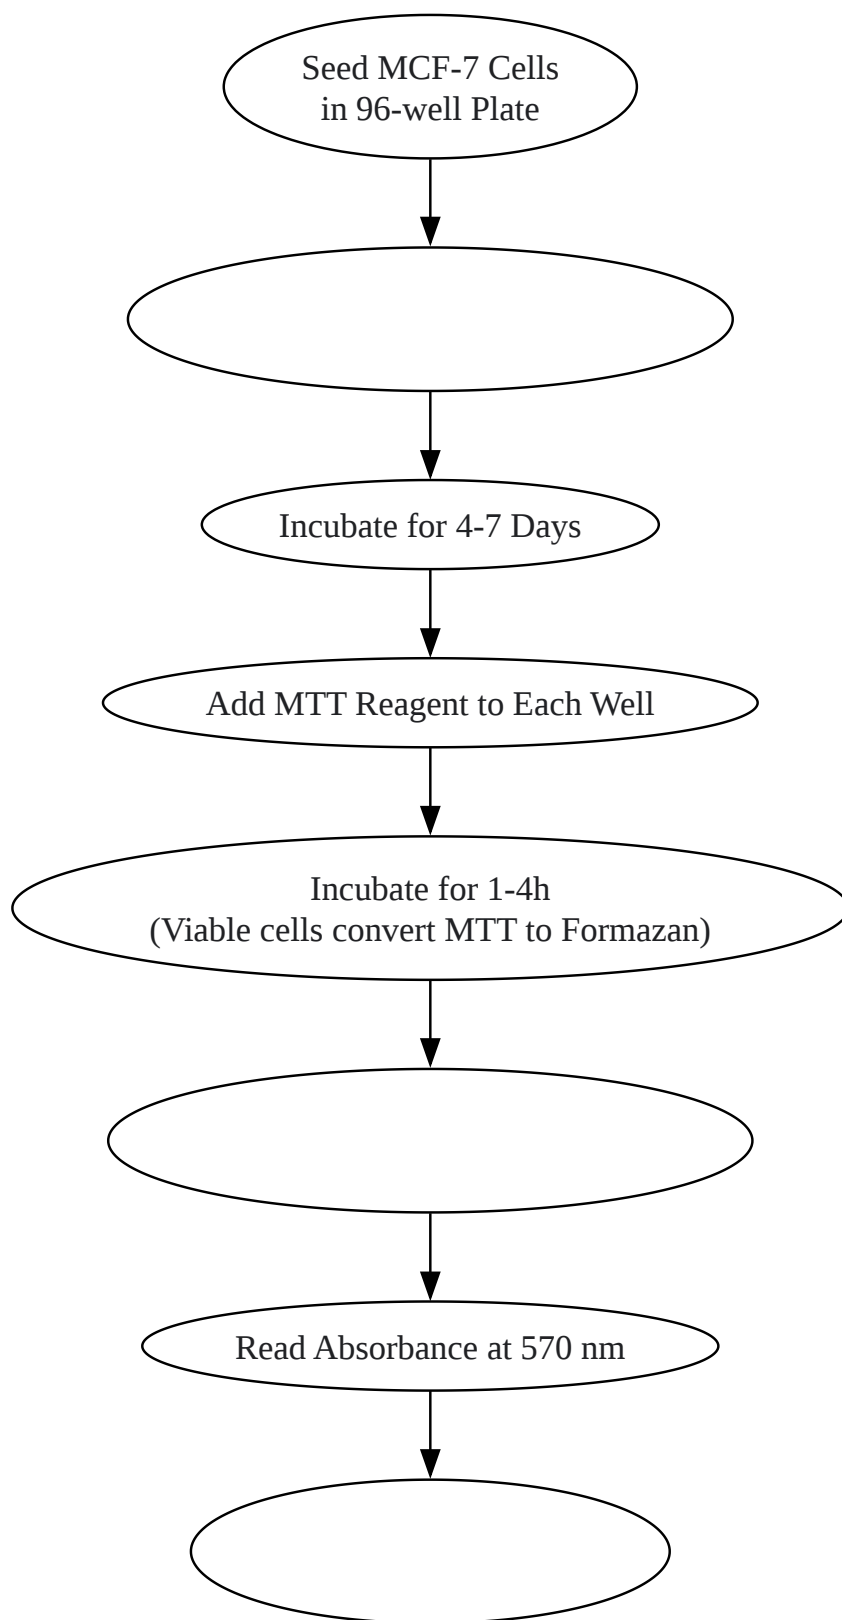 Seed MCF-7 Cells
in 96-well Plate
Incubate for 4-7 Days
Add MTT Reagent to Each Well
Incubate for 1-4h
(Viable cells convert MTT to Formazan)
Read Absorbance at 570 nm